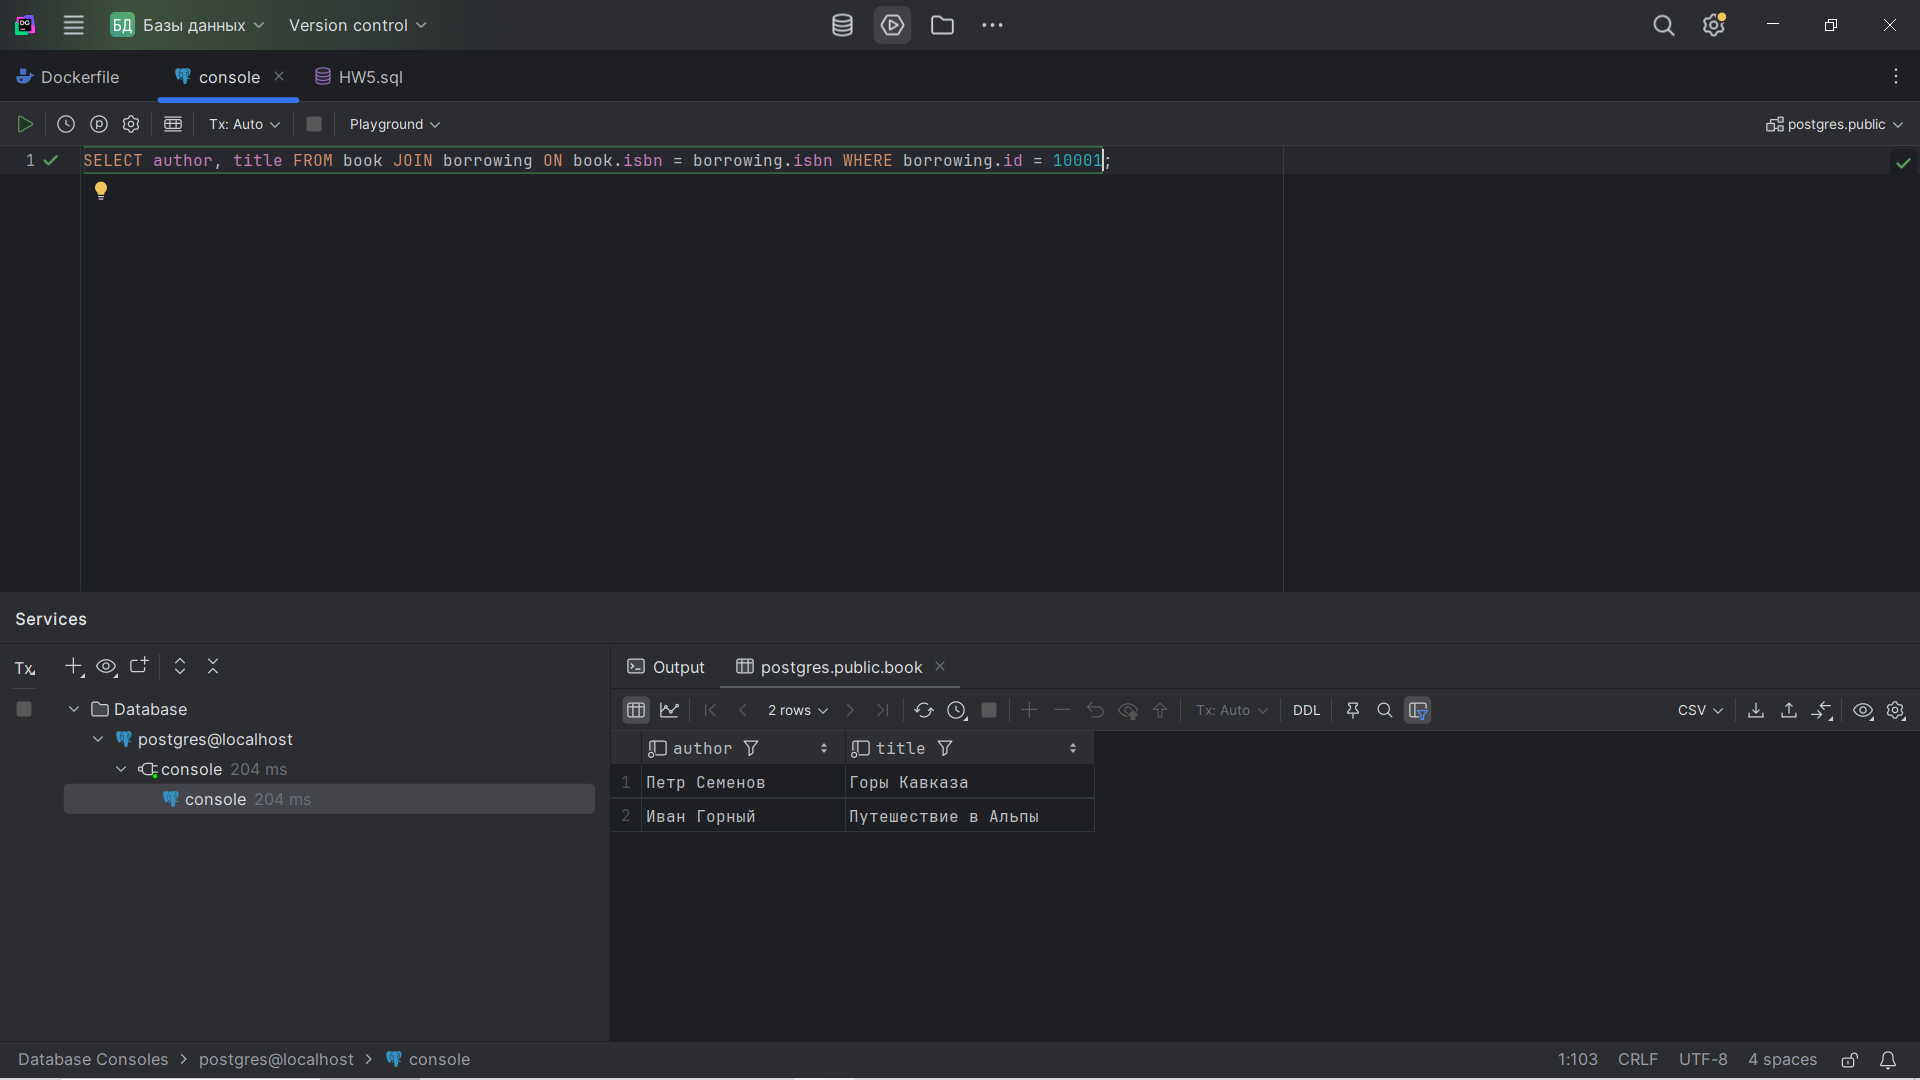 БД Базы данных Version control
Dockerfile console HW5.sql
Tx: Auto Playground postgres.public
1 SELECT author, title FROM book JOIN borrowing ON book.isbn = borrowing.isbn WHERE borrowing.id = 10001;
Services
Tx Output postgres.public.book
2 rows Tx: Auto DDL CSV
Database
postgres@localhost
console 204 ms
console 204 ms
author title
1 Петр Семенов Горы Кавказа
2 Иван Горный Путешествие в Альпы
Database Consoles > postgres@localhost > console 1:103 CRLF UTF-8 4 spaces